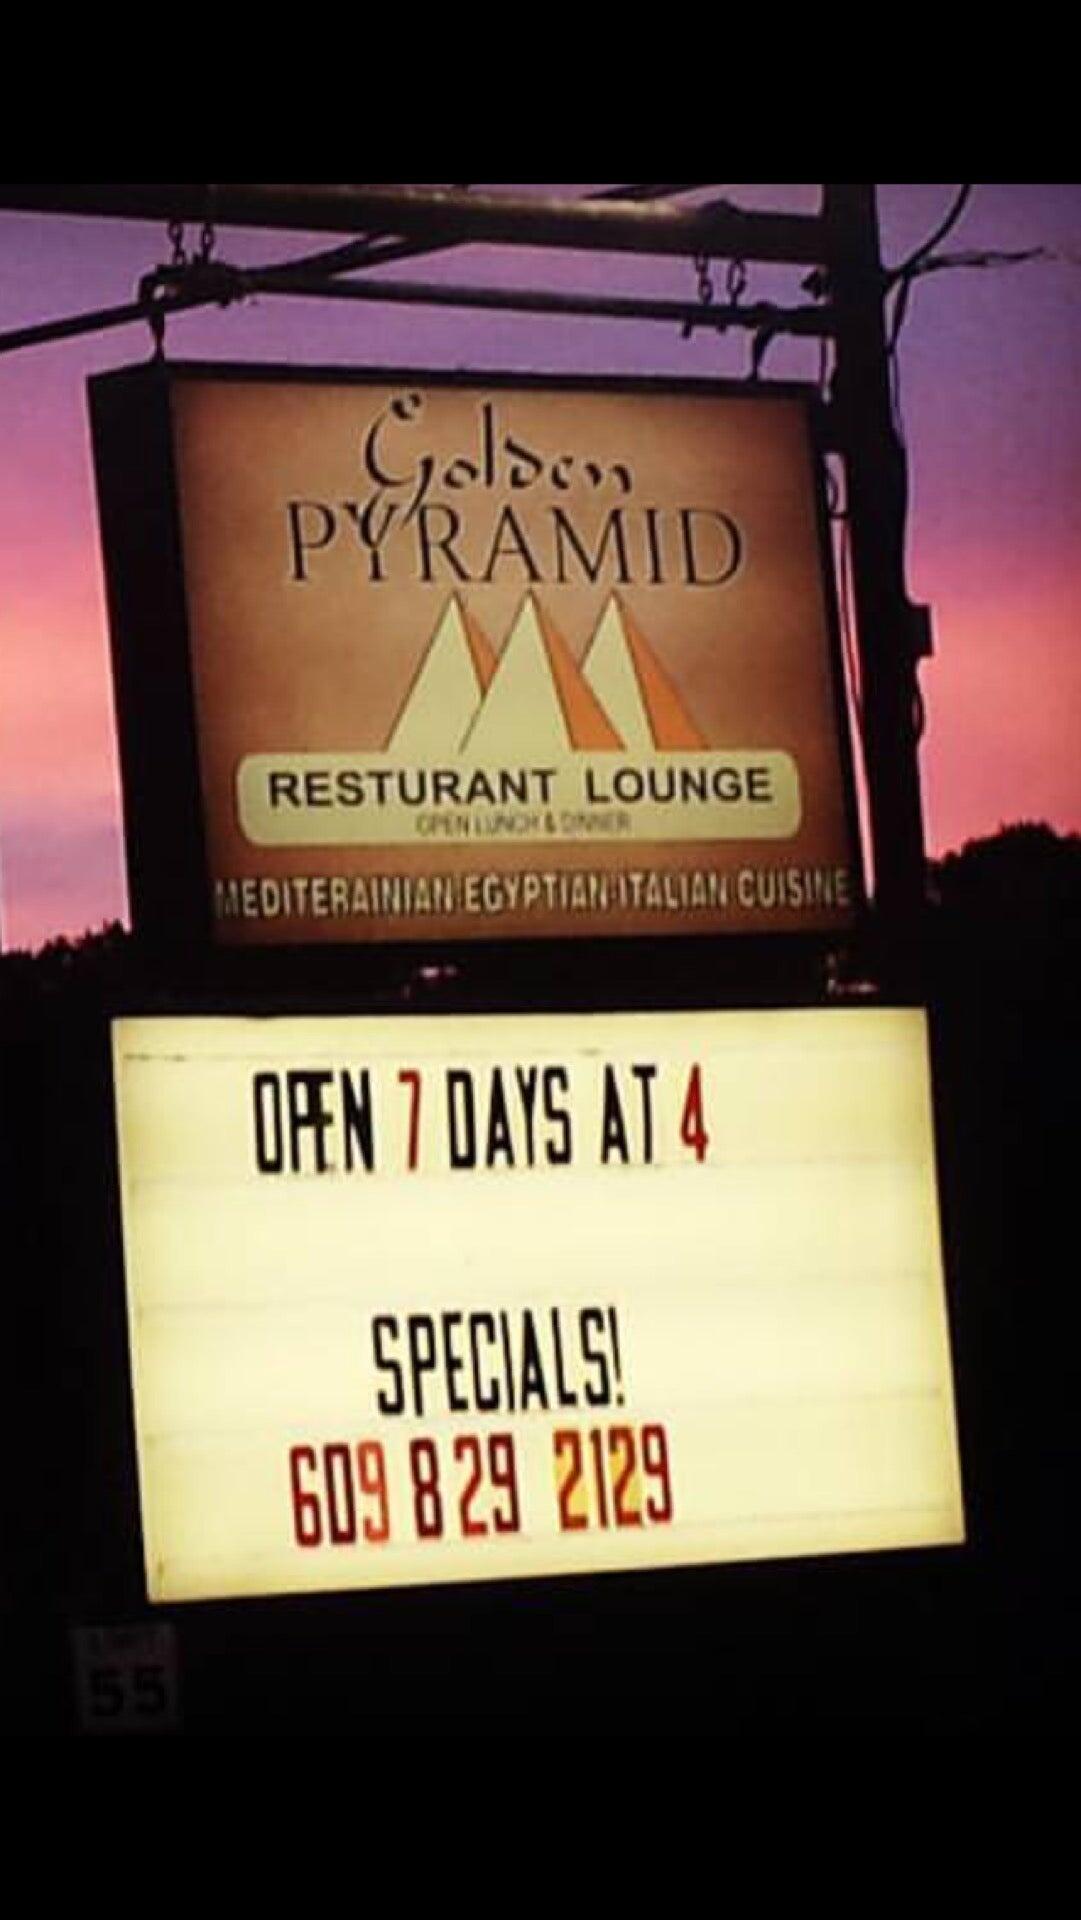 Golden
PYRAMID
RESTURANT LOUNGE
OPEN LUNCH & DINNER
MEDITERAINIAN·EGYPTIAN·ITALIAN CUISINE
OPEN 7 DAYS AT 4
SPECIALS!
609 829 2129
55